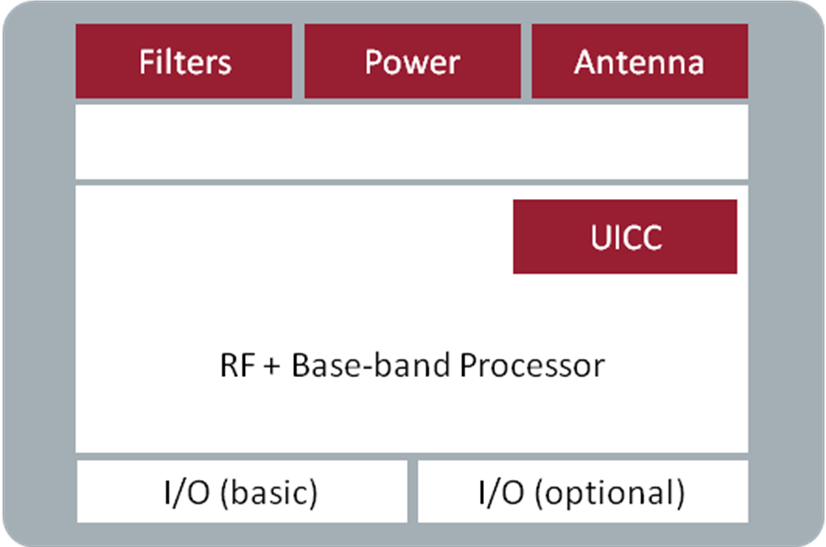 Filters
Power
Antenna
UICC
RF + Base-band Processor
I/O (basic)
I/O (optional)